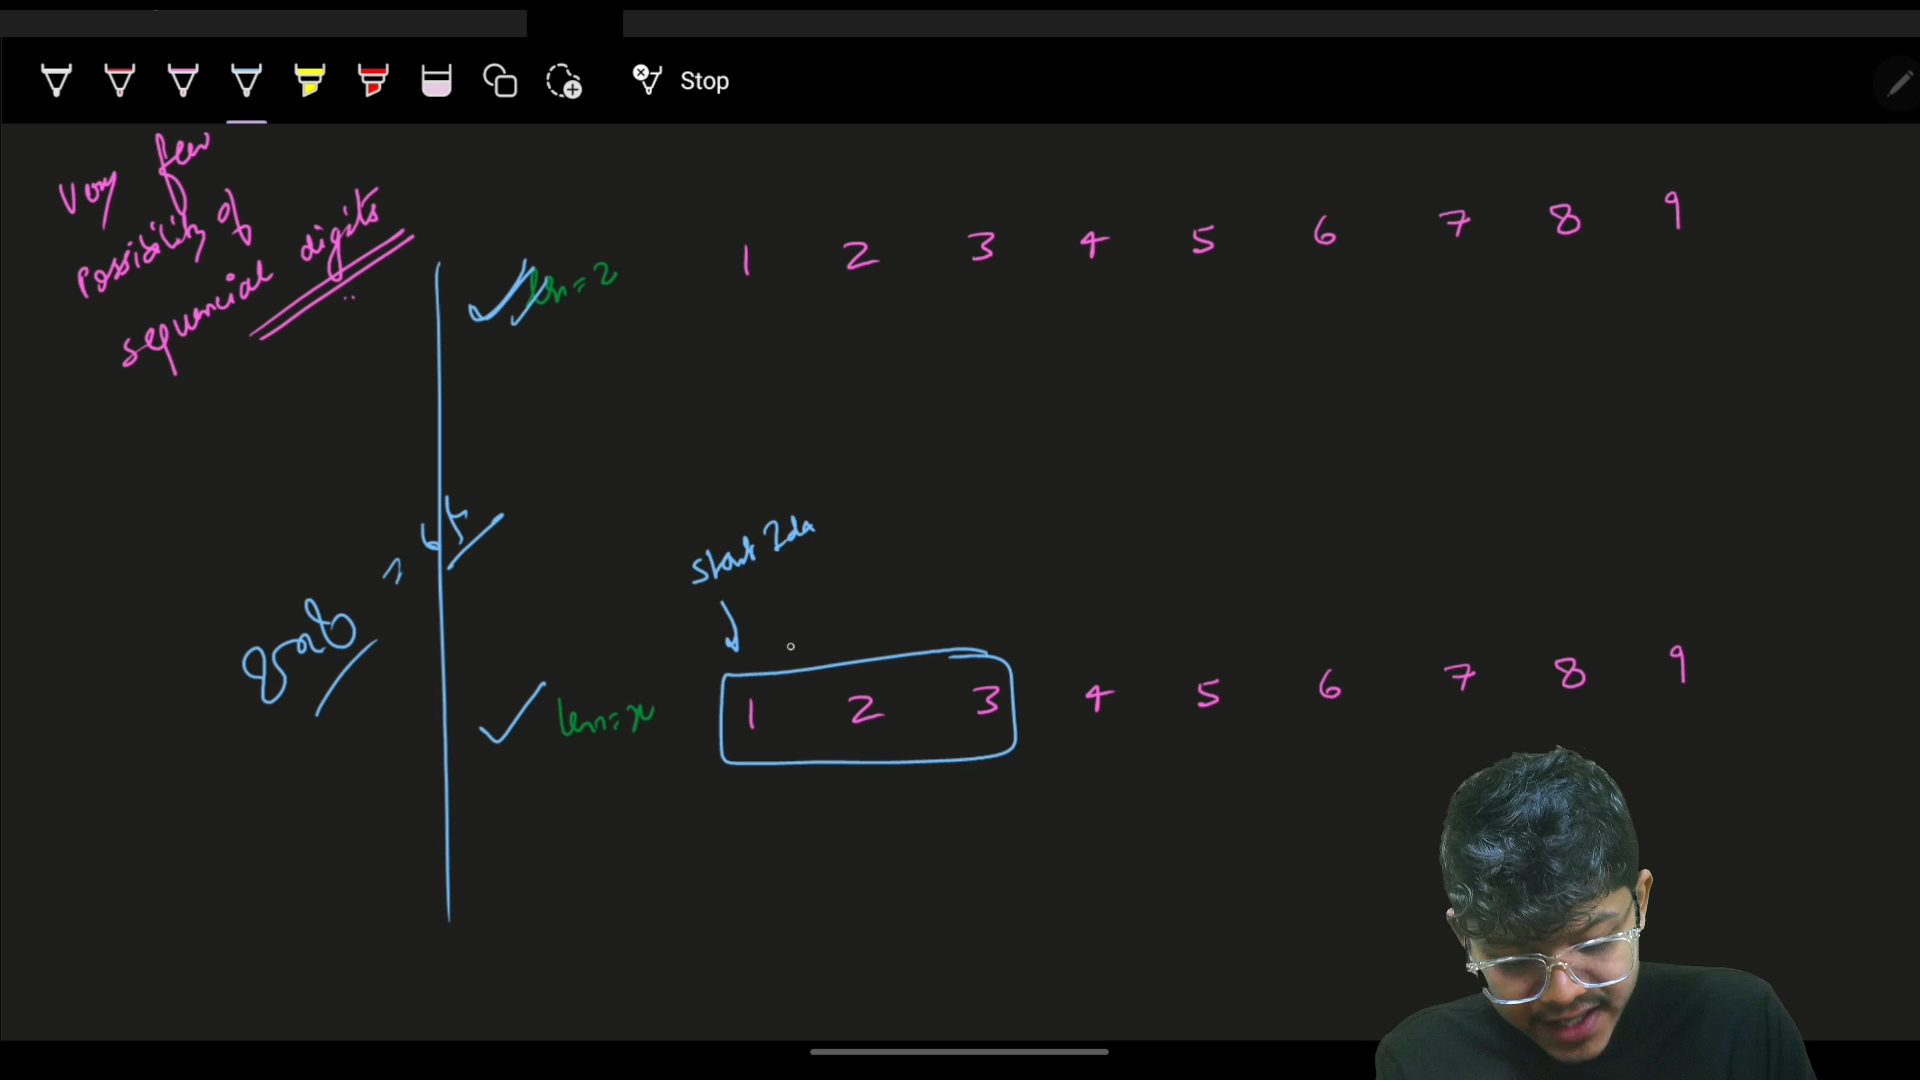 Stop
Very few
possibility of
sequencial digits
len=2
1 2 3 4 5 6 7 8 9
start Idx
len=x
1 2 3 4 5 6 7 8 9